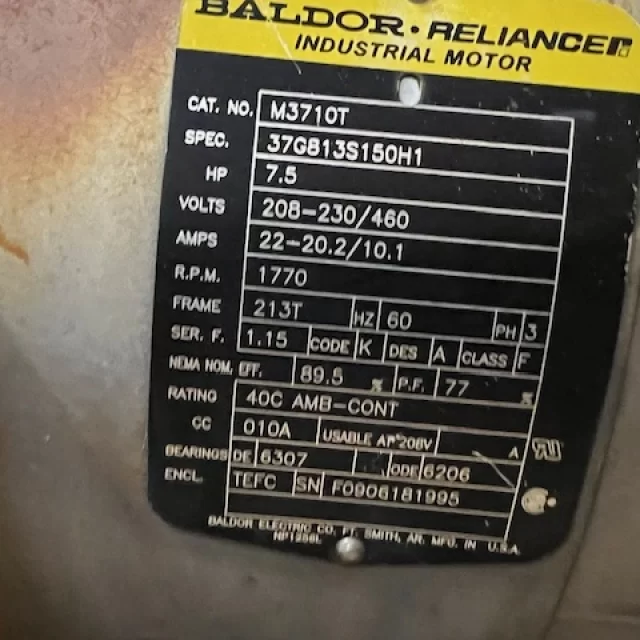 BALDOR · RELIANCE
INDUSTRIAL MOTOR
CAT. NO. M3710T
SPEC. 37G813S150H1
HP 7.5
VOLTS 208-230/460
AMPS 22-20.2/10.1
R.P.M. 1770
FRAME 213T HZ 60 PH 3
SER. F. 1.15 CODE K DES A CLASS F
NEMA NOM. EFF. 89.5 % P.F. 77 %
RATING 40C AMB-CONT
CC 010A USABLE AT 208V A
BEARINGS DE 6307 ODE 6206
ENCL. TEFC SN F0906181995
BALDOR ELECTRIC CO. FT. SMITH, AR. MFG. IN U.S.A.
NP1256L